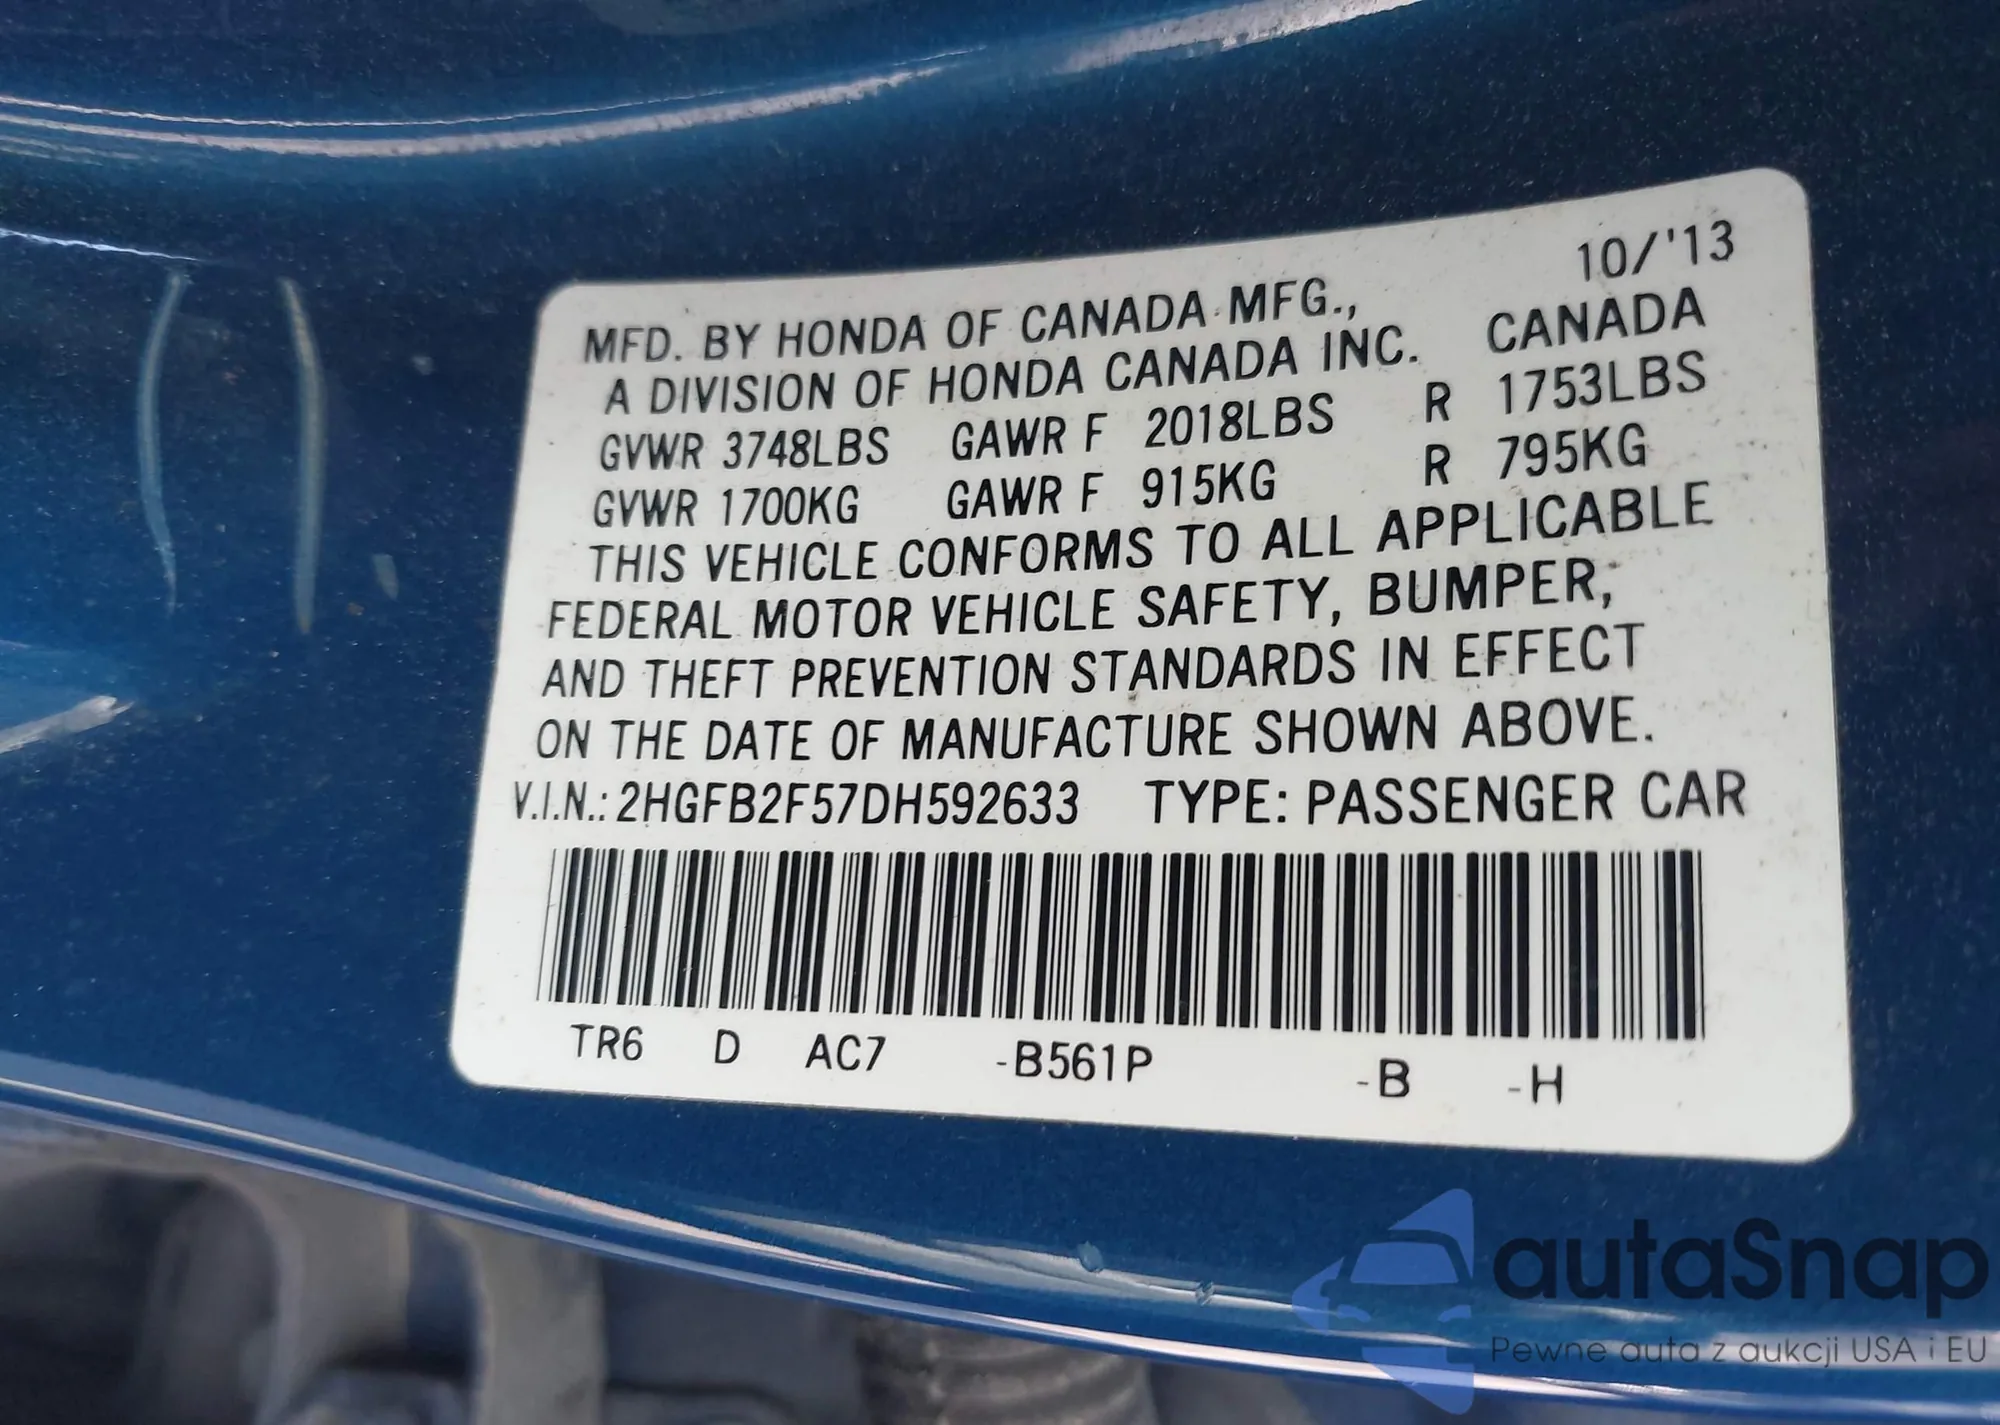 10/'13
MFD. BY HONDA OF CANADA MFG.,
A DIVISION OF HONDA CANADA INC. CANADA
GVWR 3748LBS GAWR F 2018LBS R 1753LBS
GVWR 1700KG GAWR F 915KG R 795KG
THIS VEHICLE CONFORMS TO ALL APPLICABLE
FEDERAL MOTOR VEHICLE SAFETY, BUMPER,
AND THEFT PREVENTION STANDARDS IN EFFECT
ON THE DATE OF MANUFACTURE SHOWN ABOVE.
V.I.N.: 2HGFB2F57DH592633 TYPE: PASSENGER CAR
TR6 D AC7 -B561P -B -H
autaSnap
Pewne auta z aukcji USA i EU